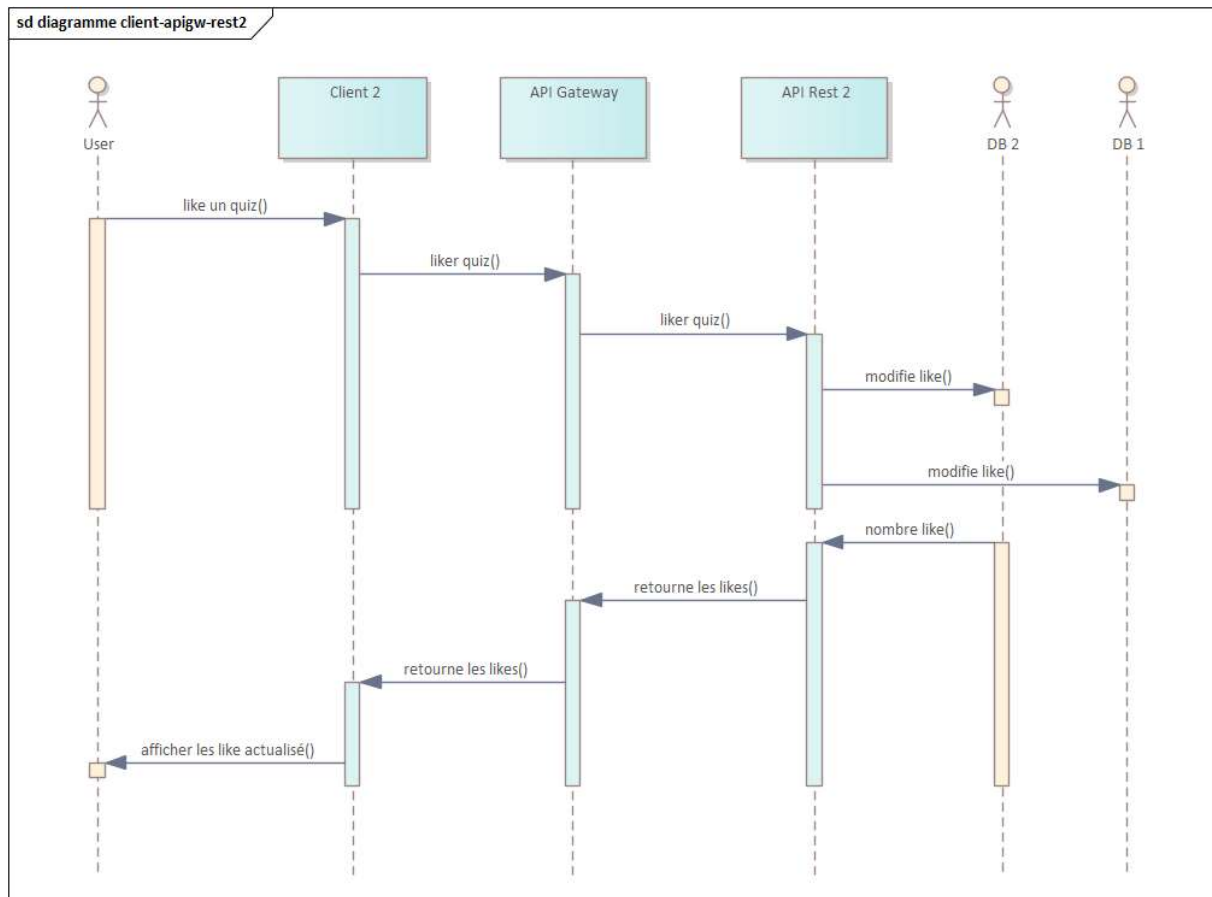 sd diagramme client-apigw-rest2
User
Client 2
API Gateway
API Rest 2
DB 2
DB 1
like un quiz()
liker quiz()
liker quiz()
modifie like()
modifie like()
nombre like()
retourne les likes()
retourne les likes()
afficher les like actualisé()